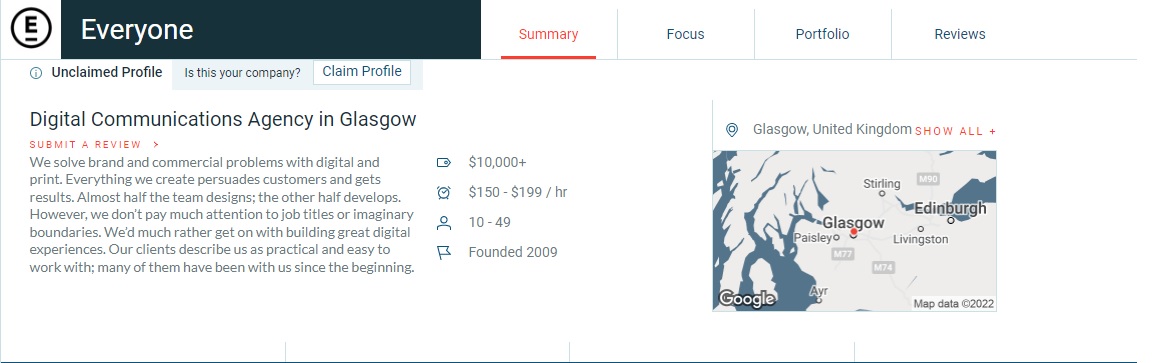 E
Everyone
Summary
Focus
Portfolio
Reviews
Unclaimed Profile
Is this your company?
Claim Profile
Digital Communications Agency in Glasgow
SUBMIT A REVIEW >
We solve brand and commercial problems with digital and
print. Everything we create persuades customers and gets
results. Almost half the team designs; the other half develops.
However, we don't pay much attention to job titles or imaginary
boundaries. We'd much rather get on with building great digital
experiences. Our clients describe us as practical and easy to
work with; many of them have been with us since the beginning.
$10,000+
$150 - $199 / hr
10 - 49
Founded 2009
Glasgow, United Kingdom
SHOW ALL +
Stirling
M90
Glasgow
Edinburgh
Paisley
Livingston
M77
M74
Ayr
Google
Map data ©2022